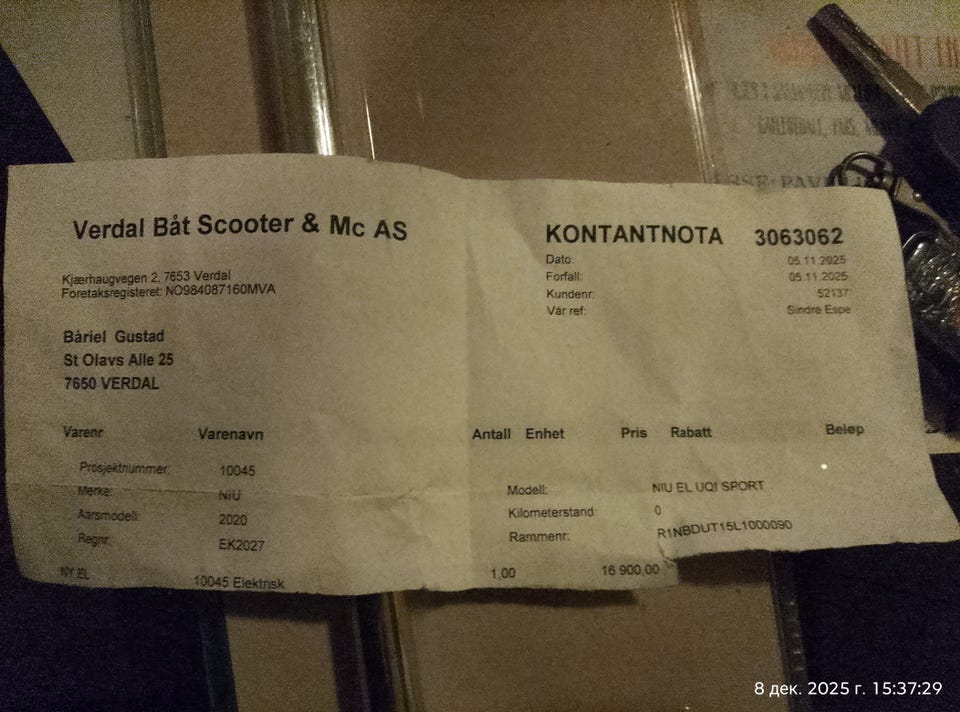 Verdal Båt Scooter & Mc AS
KONTANTNOTA 3063062
Kjærhaugvegen 2, 7653 Verdal
Foretaksregisteret: NO984087160MVA
Dato: 05.11.2025
Forfall: 05.11.2025
Kundenr: 52137
Vår ref: Sindre Espe
Båriel Gustad
St Olavs Alle 25
7650 VERDAL
Varenr Varenavn Antall Enhet Pris Rabatt Beløp
Prosjektnummer: 10045
Merke: NIU Modell: NIU EL UQI SPORT
Aarsmodell: 2020 Kilometerstand: 0
Regnr: EK2027 Rammenr: R1NBDUT15L1000090
NY EL 10045 Elektrisk 1,00 16 900,00
8 дек. 2025 г. 15:37:29